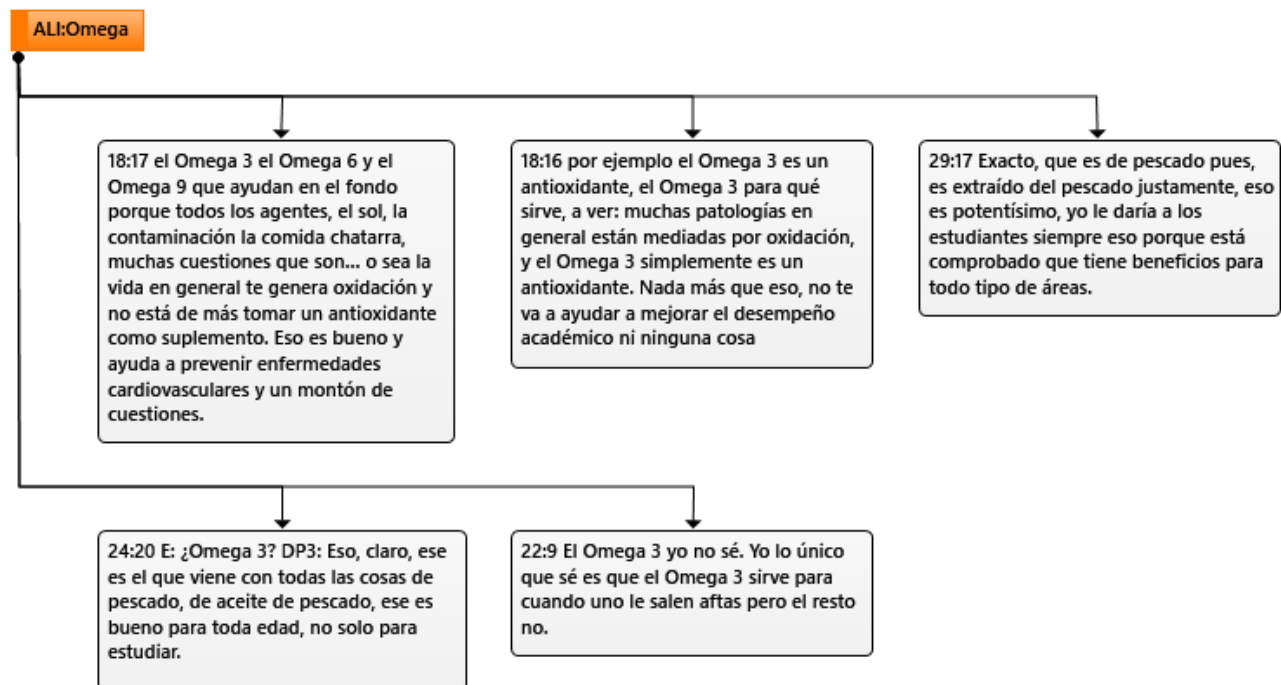 ALI:Omega
18:17 el Omega 3 el Omega 6 y el
Omega 9 que ayudan en el fondo
porque todos los agentes, el sol, la
contaminación la comida chatarra,
muchas cuestiones que son... o sea la
vida en general te genera oxidación y
no está de más tomar un antioxidante
como suplemento. Eso es bueno y
ayuda a prevenir enfermedades
cardiovasculares y un montón de
cuestiones.
18:16 por ejemplo el Omega 3 es un
antioxidante, el Omega 3 para qué
sirve, a ver: muchas patologías en
general están mediadas por oxidación,
y el Omega 3 simplemente es un
antioxidante. Nada más que eso, no te
va a ayudar a mejorar el desempeño
académico ni ninguna cosa
29:17 Exacto, que es de pescado pues,
es extraído del pescado justamente, eso
es potentísimo, yo le daría a los
estudiantes siempre eso porque está
comprobado que tiene beneficios para
todo tipo de áreas.
24:20 E: ¿Omega 3? DP3: Eso, claro, ese
es el que viene con todas las cosas de
pescado, de aceite de pescado, ese es
bueno para toda edad, no solo para
estudiar.
22:9 El Omega 3 yo no sé. Yo lo único
que sé es que el Omega 3 sirve para
cuando uno le salen aftas pero el resto
no.